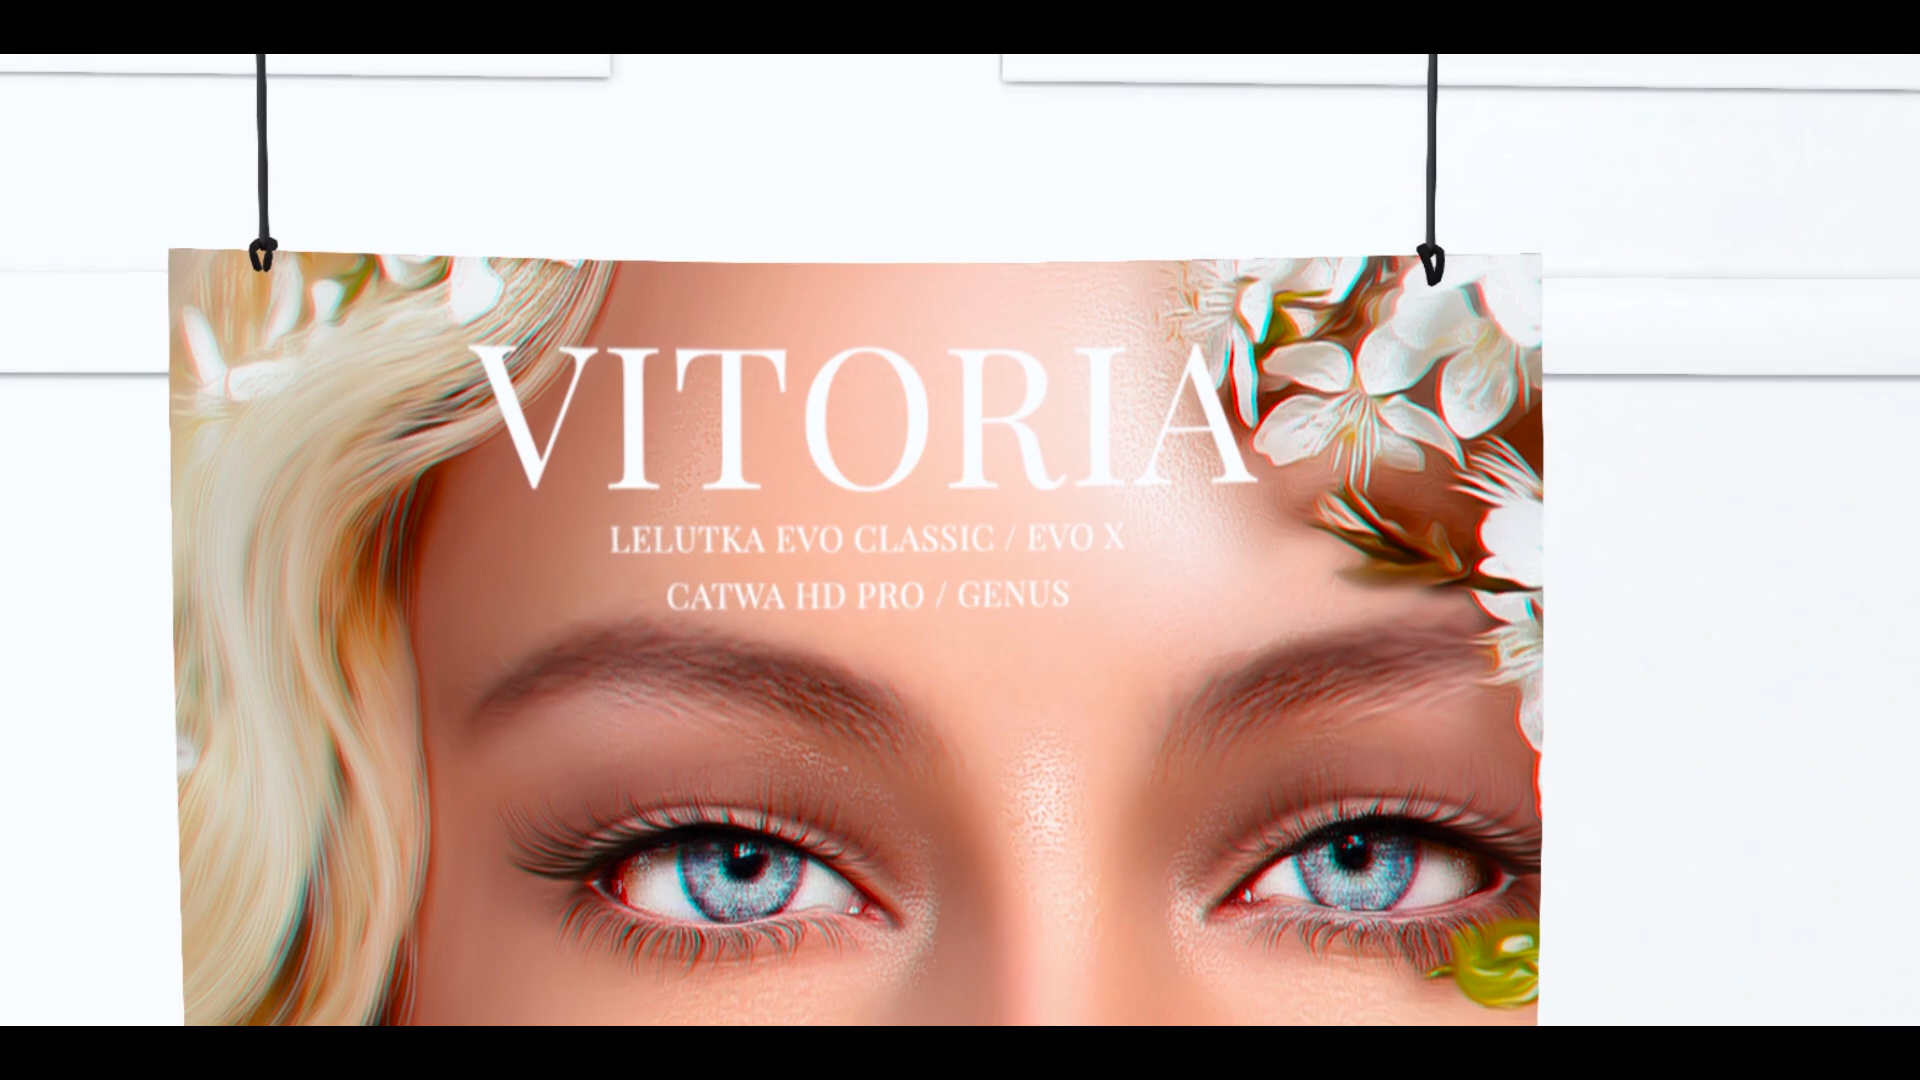 VITORIA
LELUTKA EVO CLASSIC / EVO X
CATWA HD PRO / GENUS